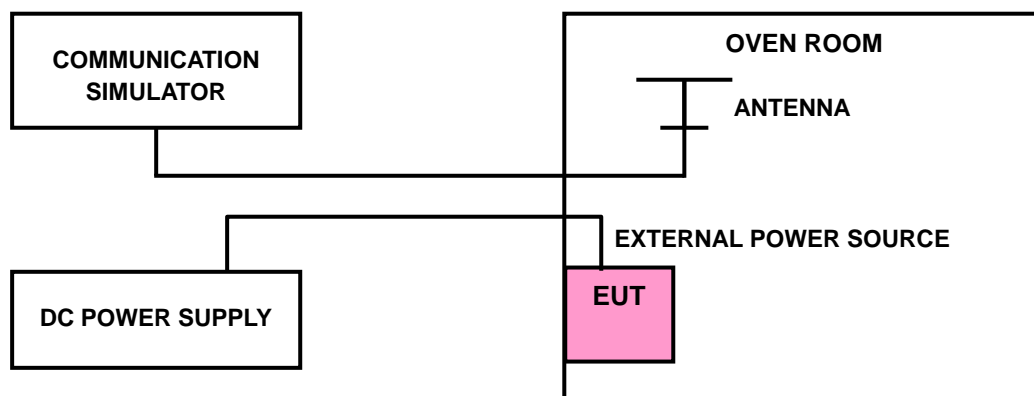 COMMUNICATION
SIMULATOR
OVEN ROOM
ANTENNA
EXTERNAL POWER SOURCE
DC POWER SUPPLY
EUT